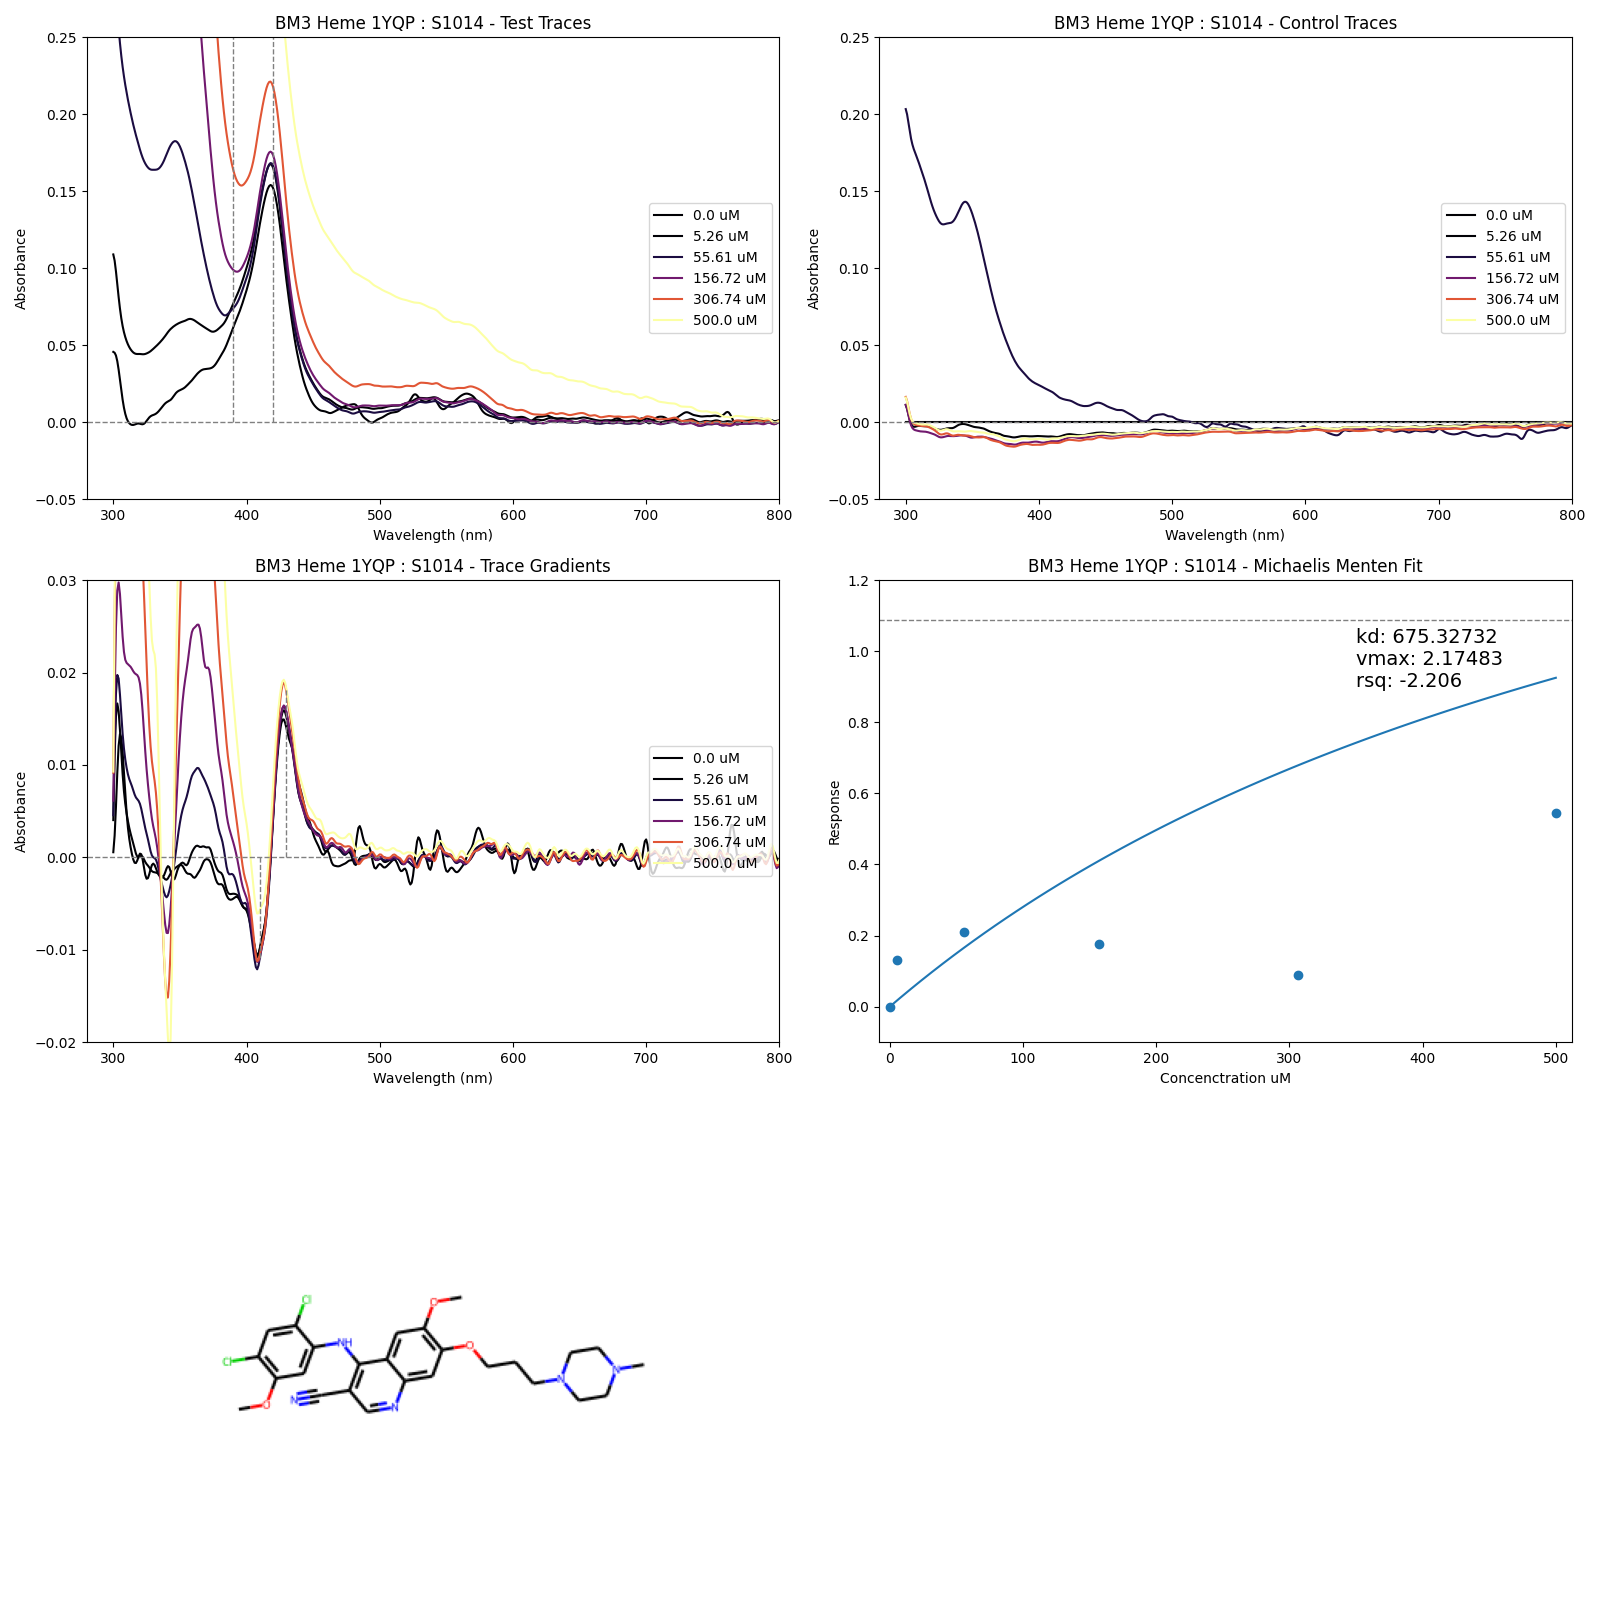 BM3 Heme 1YQP : S1014 - Test Traces
Absorbance
0.25
0.20
0.15
0.10
0.05
0.00
−0.05
0.0 uM
5.26 uM
55.61 uM
156.72 uM
306.74 uM
500.0 uM
300 400 500 600 700 800
Wavelength (nm)
BM3 Heme 1YQP : S1014 - Control Traces
Absorbance
0.25
0.20
0.15
0.10
0.05
0.00
−0.05
0.0 uM
5.26 uM
55.61 uM
156.72 uM
306.74 uM
500.0 uM
300 400 500 600 700 800
Wavelength (nm)
BM3 Heme 1YQP : S1014 - Trace Gradients
Absorbance
0.03
0.02
0.01
0.00
−0.01
−0.02
0.0 uM
5.26 uM
55.61 uM
156.72 uM
306.74 uM
500.0 uM
300 400 500 600 700 800
Wavelength (nm)
BM3 Heme 1YQP : S1014 - Michaelis Menten Fit
Response
1.2
1.0
0.8
0.6
0.4
0.2
0.0
kd: 675.32732
vmax: 2.17483
rsq: -2.206
0 100 200 300 400 500
Concenctration uM
Cl
O
NH
O
Cl
N
N
O
N
N